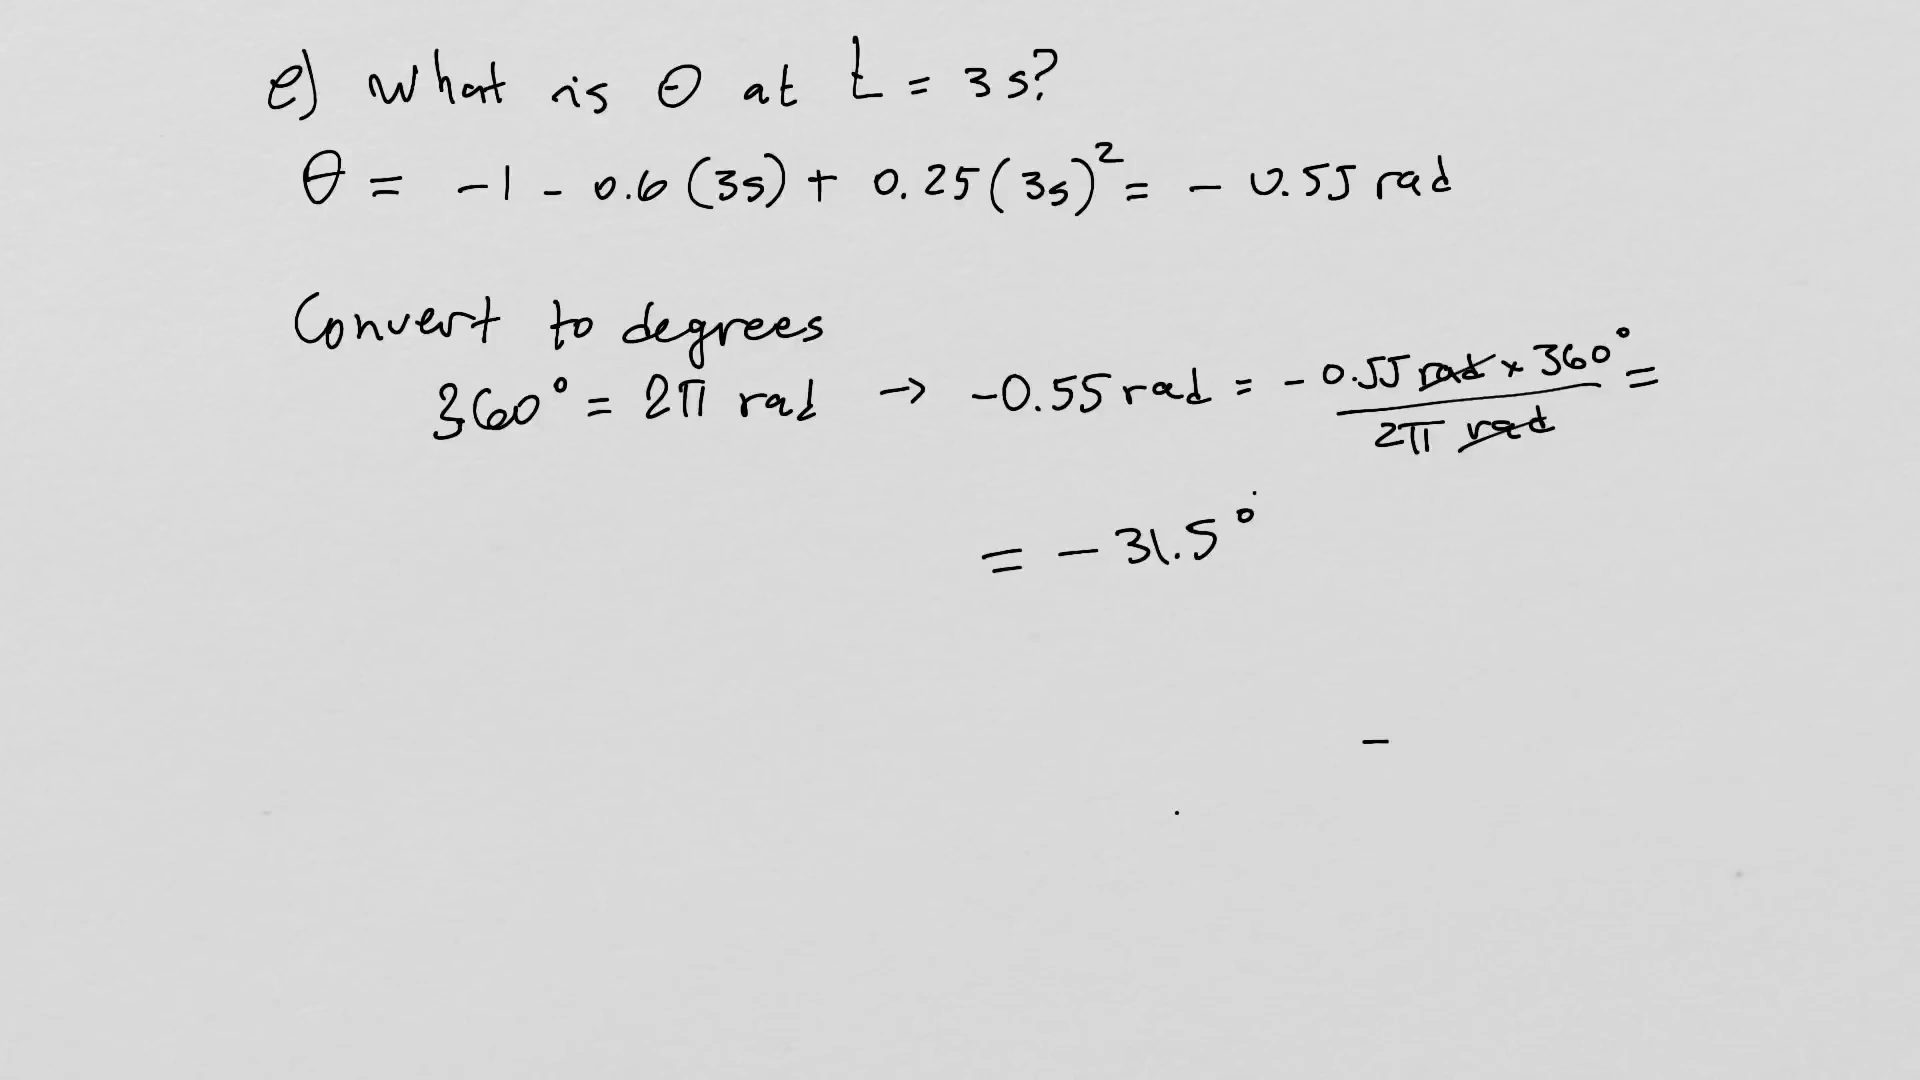 e) What is θ at t = 3 s?
θ = -1 - 0.6 (3s) + 0.25 (3s)² = - 0.55 rad
Convert to degrees
360° = 2π rad → -0.55 rad = - 0.55 rad × 360° / 2π rad =
= - 31.5°